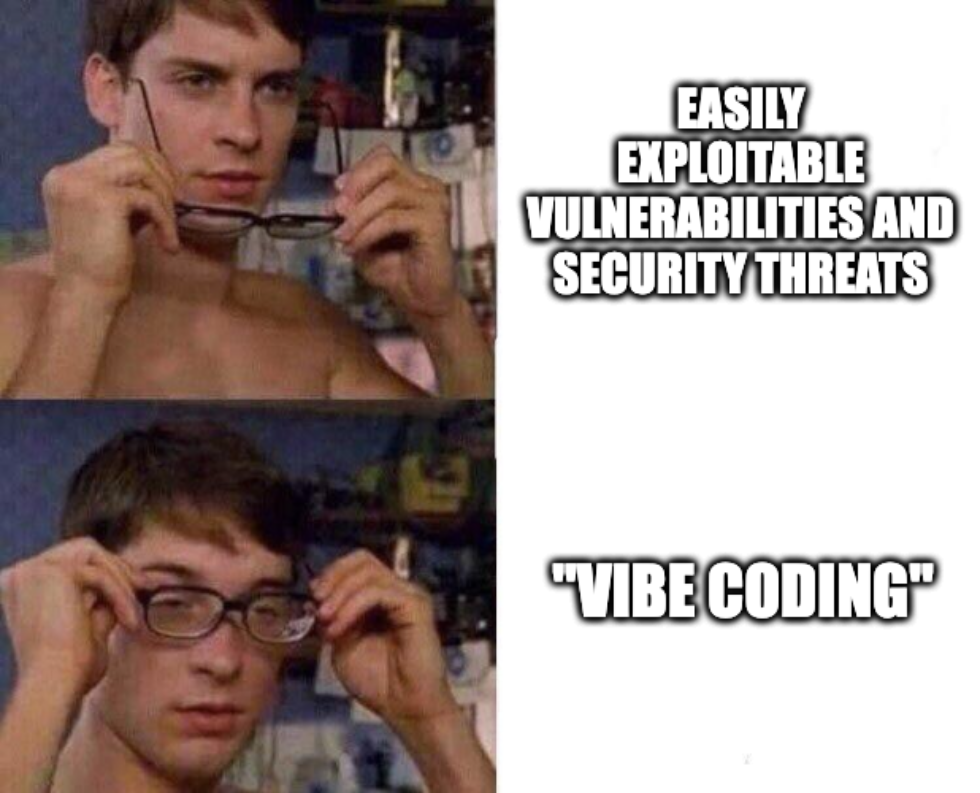 EASILY
EXPLOITABLE
VULNERABILITIES AND
SECURITY THREATS
"VIBE CODING"